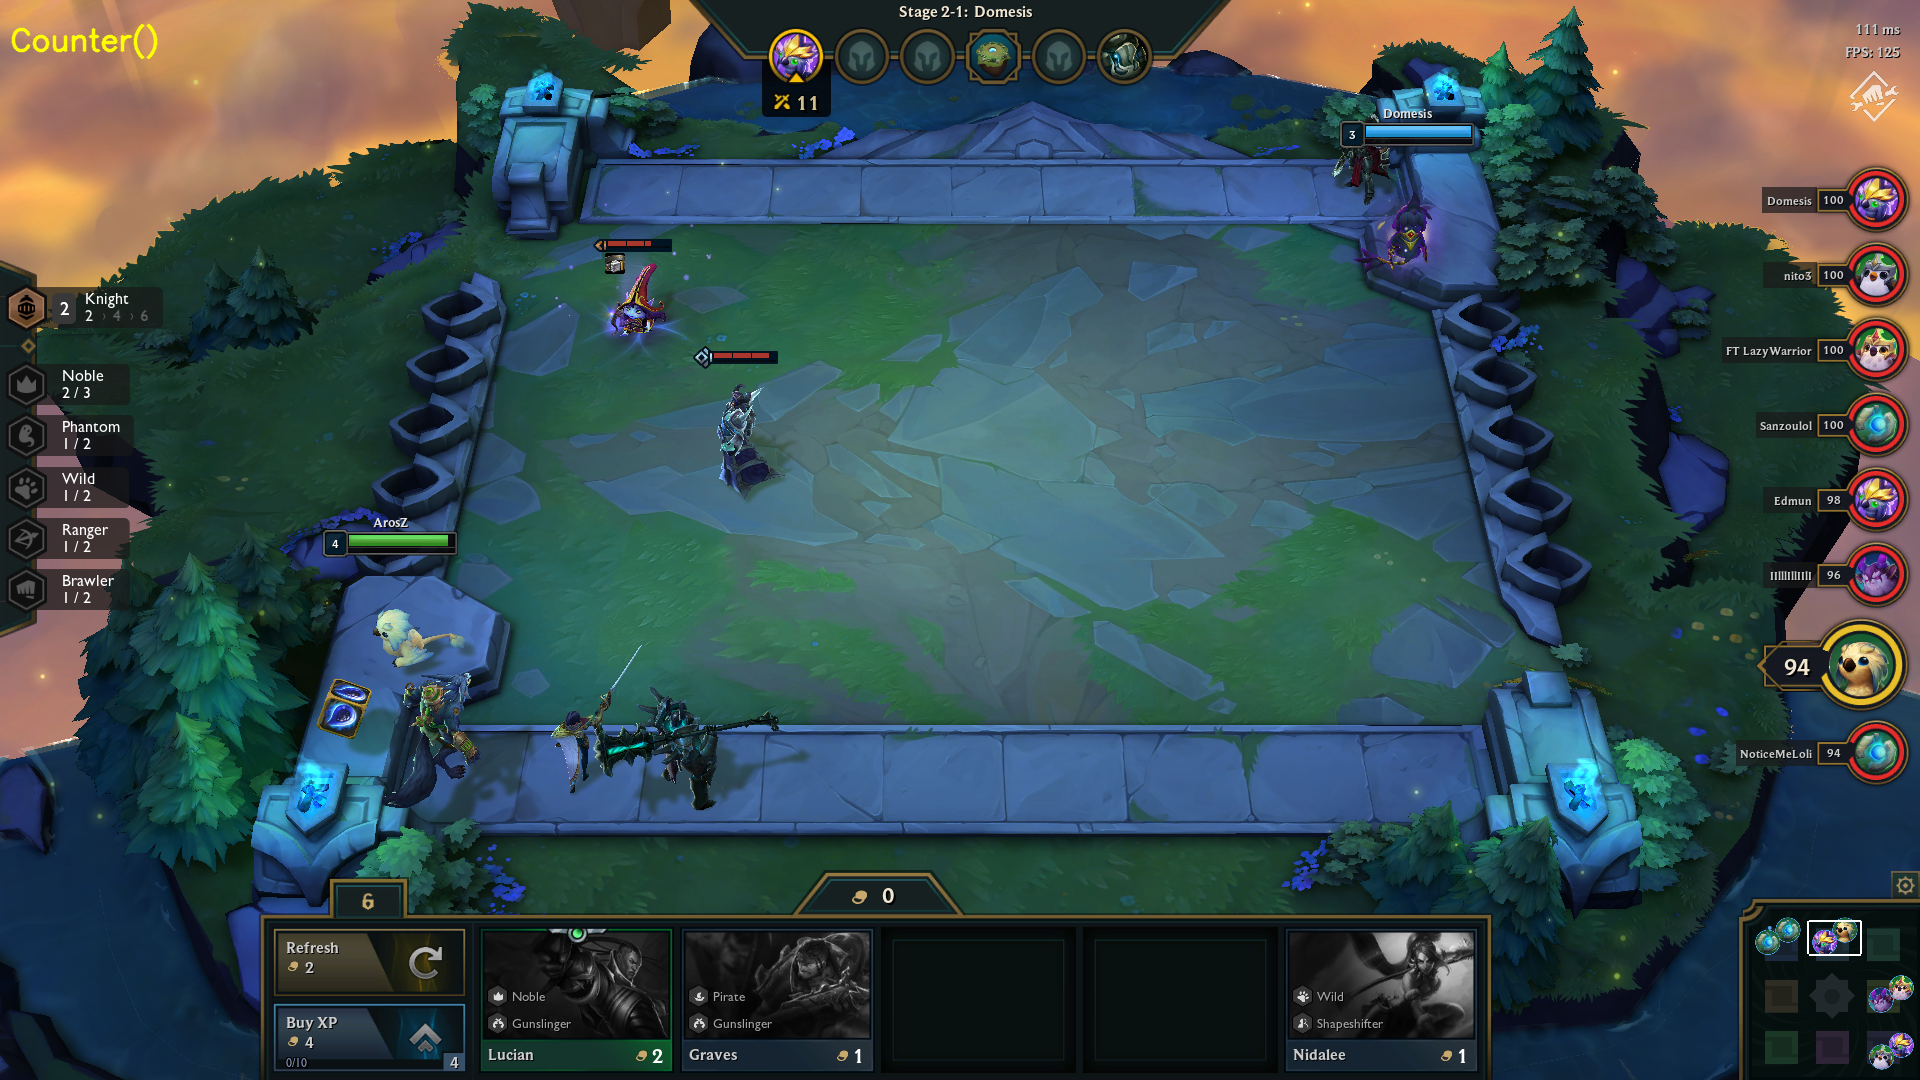 Stage 2-1: Domesis
Counter()
111 ms
FPS: 125
11
Domesis
3
Domesis 100
nito3 100
FT LazyWarrior 100
Sanzoulol 100
Edmun 98
96
94
NoticeMeLoli 94
2
Knight
2 › 4 › 6
Noble
2 / 3
Phantom
1 / 2
Wild
1 / 2
Ranger
1 / 2
Brawler
1 / 2
ArosZ
4
6
0
Refresh
2
Buy XP
4
0/10
4
Noble
Gunslinger
Lucian 2
Pirate
Gunslinger
Graves 1
Wild
Shapeshifter
Nidalee 1